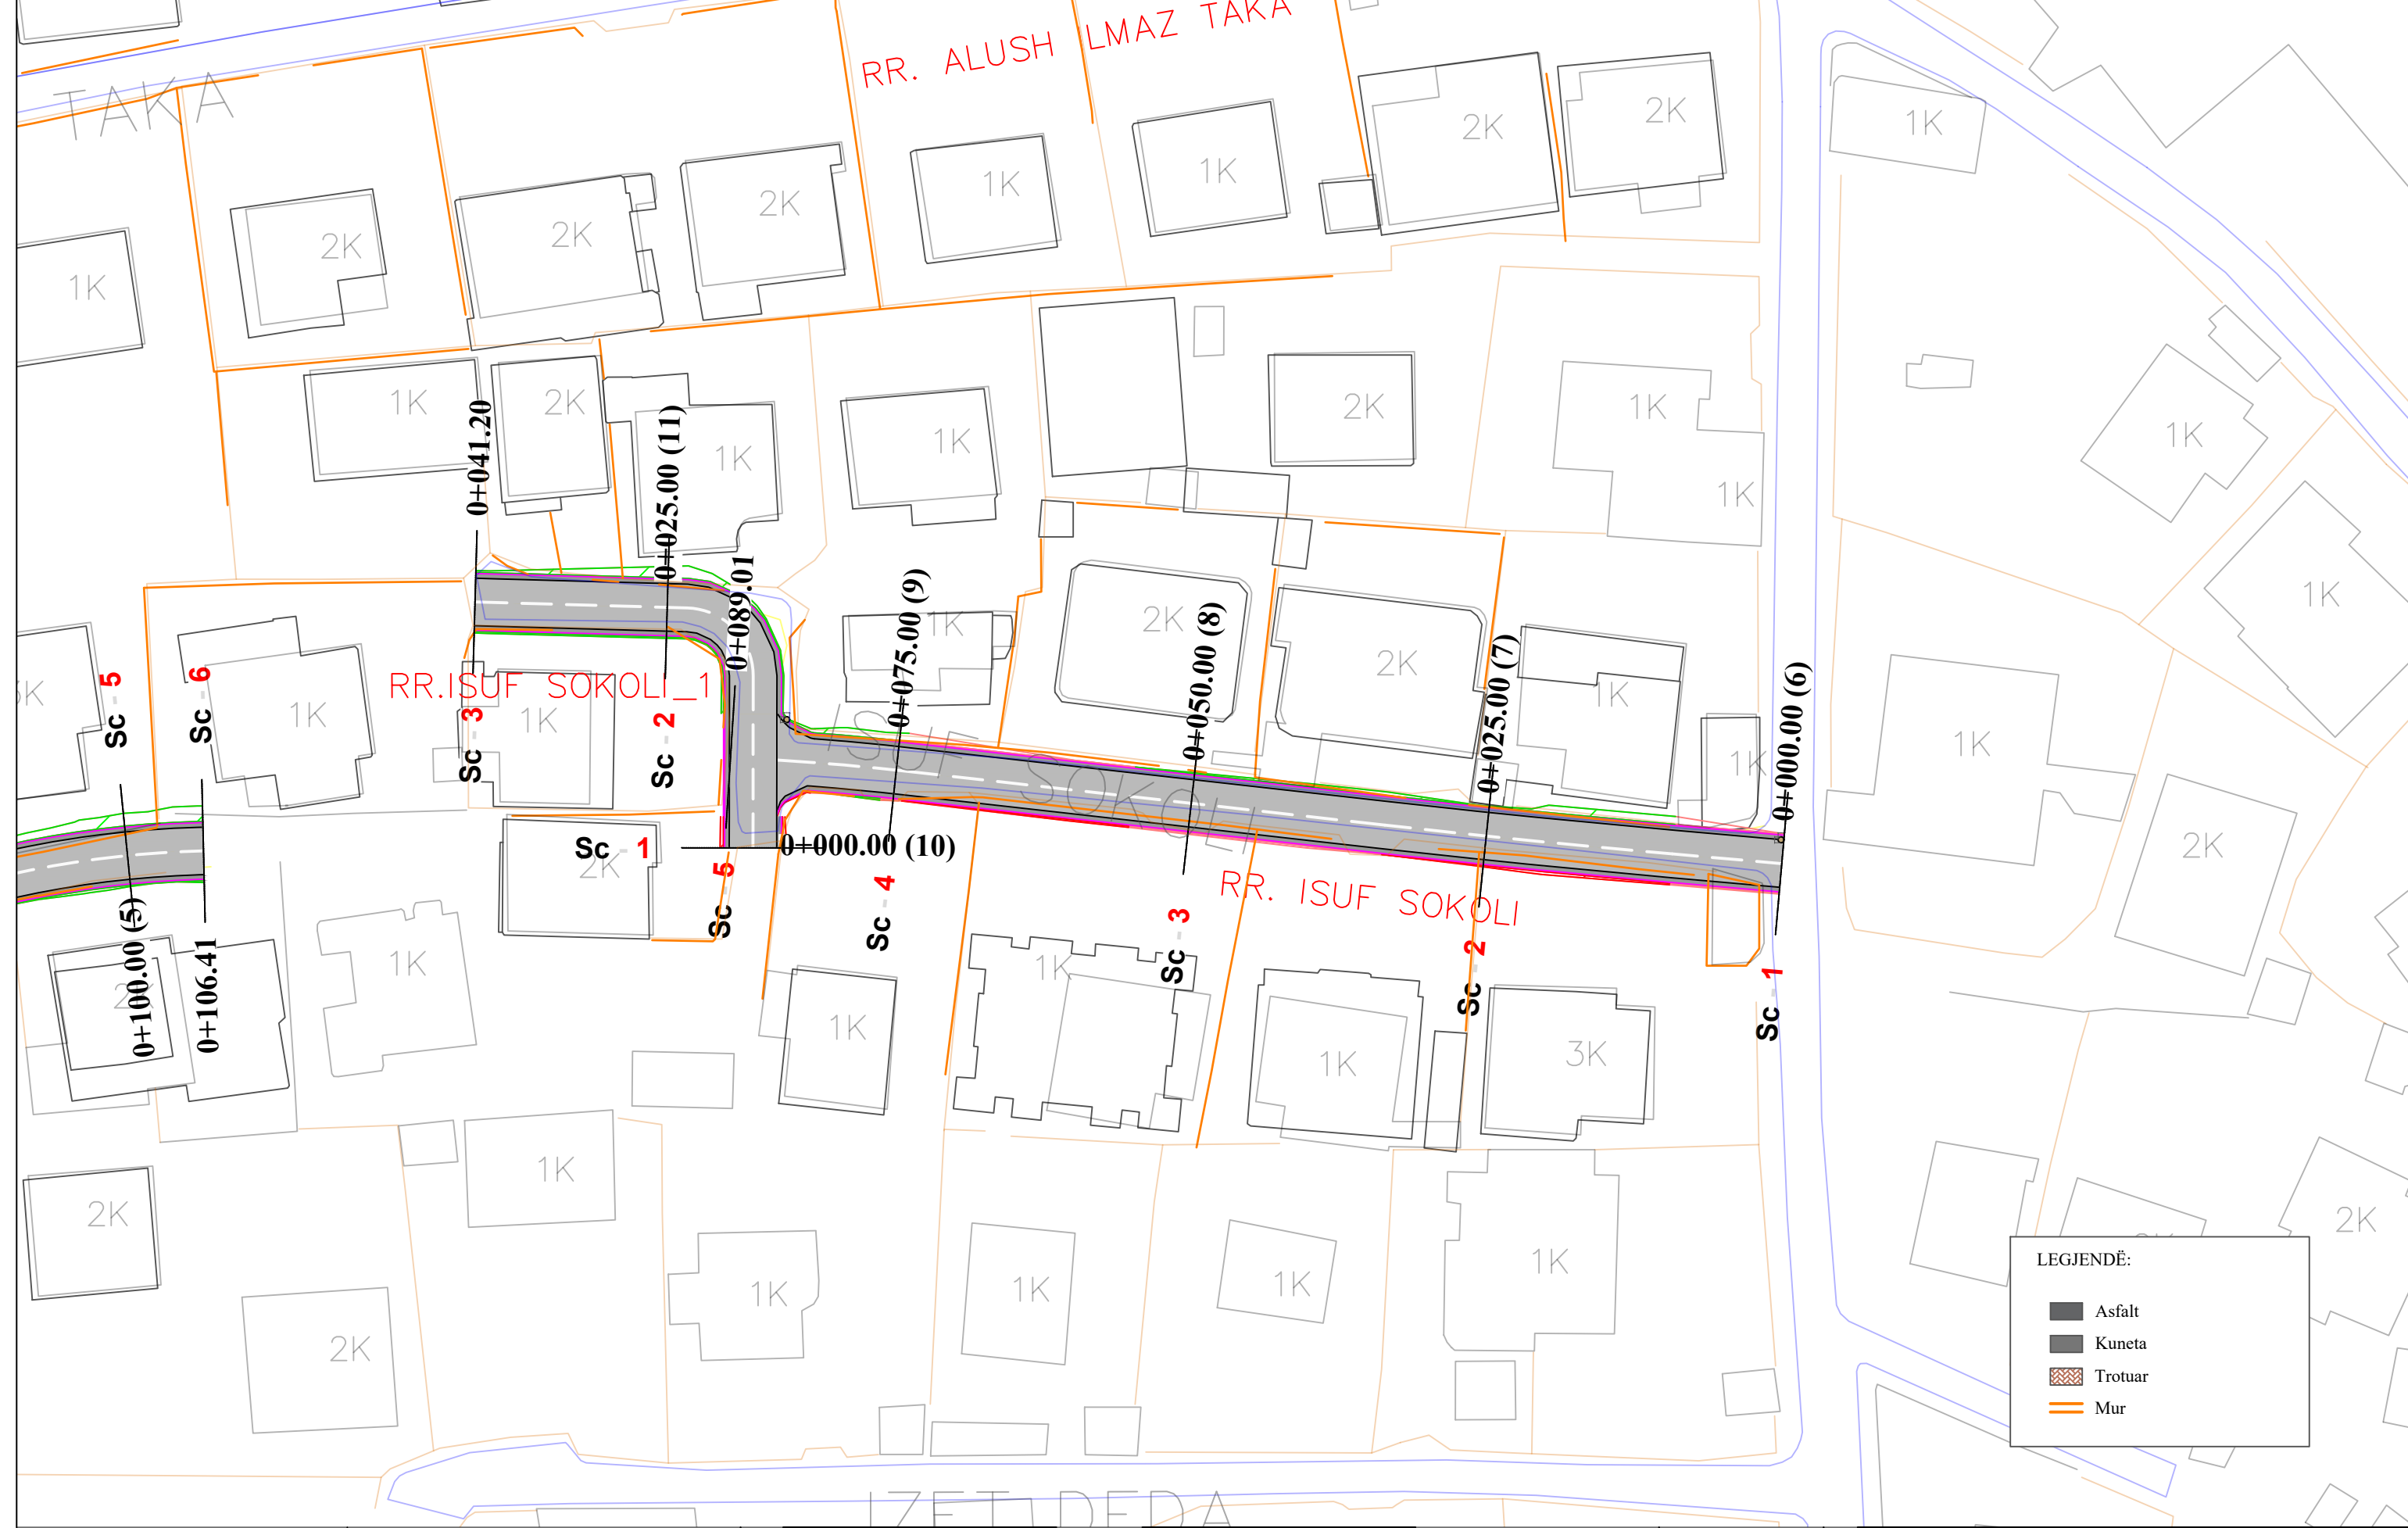 RR. ALUSH LMAZ TAKA
TAKA
2K
2K
1K
1K
1K
2K
2K
2K
1K
1K
2K
1K
1K
2K
1K
1K
1K
1K
0+041.20
0+025.00 (11)
0+089.01
0+075.00 (9)
0+050.00 (8)
0+025.00 (7)
0+000.00 (6)
2K
1K
2K
1K
1K
1K
1K
1K
2K
RR.ISUF SOKOLI_1
ISUF SOKOLI
Sc - 5
Sc - 6
Sc - 3
Sc - 2
Sc - 1
2K
0+000.00 (10)
Sc - 5
Sc - 4
Sc - 3
Sc - 2
Sc - 1
RR. ISUF SOKOLI
0+100.00 (5)
0+106.41
1K
1K
1K
1K
3K
2K
1K
1K
1K
1K
1K
2K
2K
LEGJENDË:
Asfalt
Kuneta
Trotuar
Mur
IZET DEDA